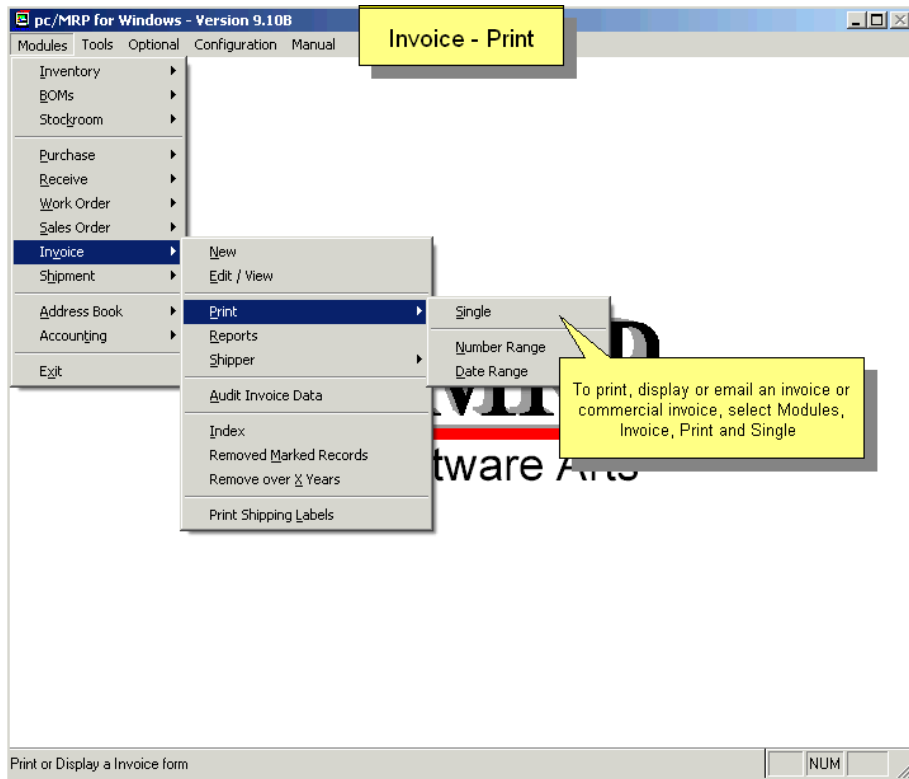 pc/MRP for Windows - Version 9.10B
Invoice - Print
Modules Tools Optional Configuration Manual
Inventory
BOMs
Stockroom
Purchase
Receive
Work Order
Sales Order
Invoice
Shipment
Address Book
Accounting
Exit
New
Edit / View
Print
Reports
Shipper
Audit Invoice Data
Index
Removed Marked Records
Remove over X Years
Print Shipping Labels
Single
Number Range
Date Range
To print, display or email an invoice or
commercial invoice, select Modules,
Invoice, Print and Single
tware Arts
Print or Display a Invoice form
NUM